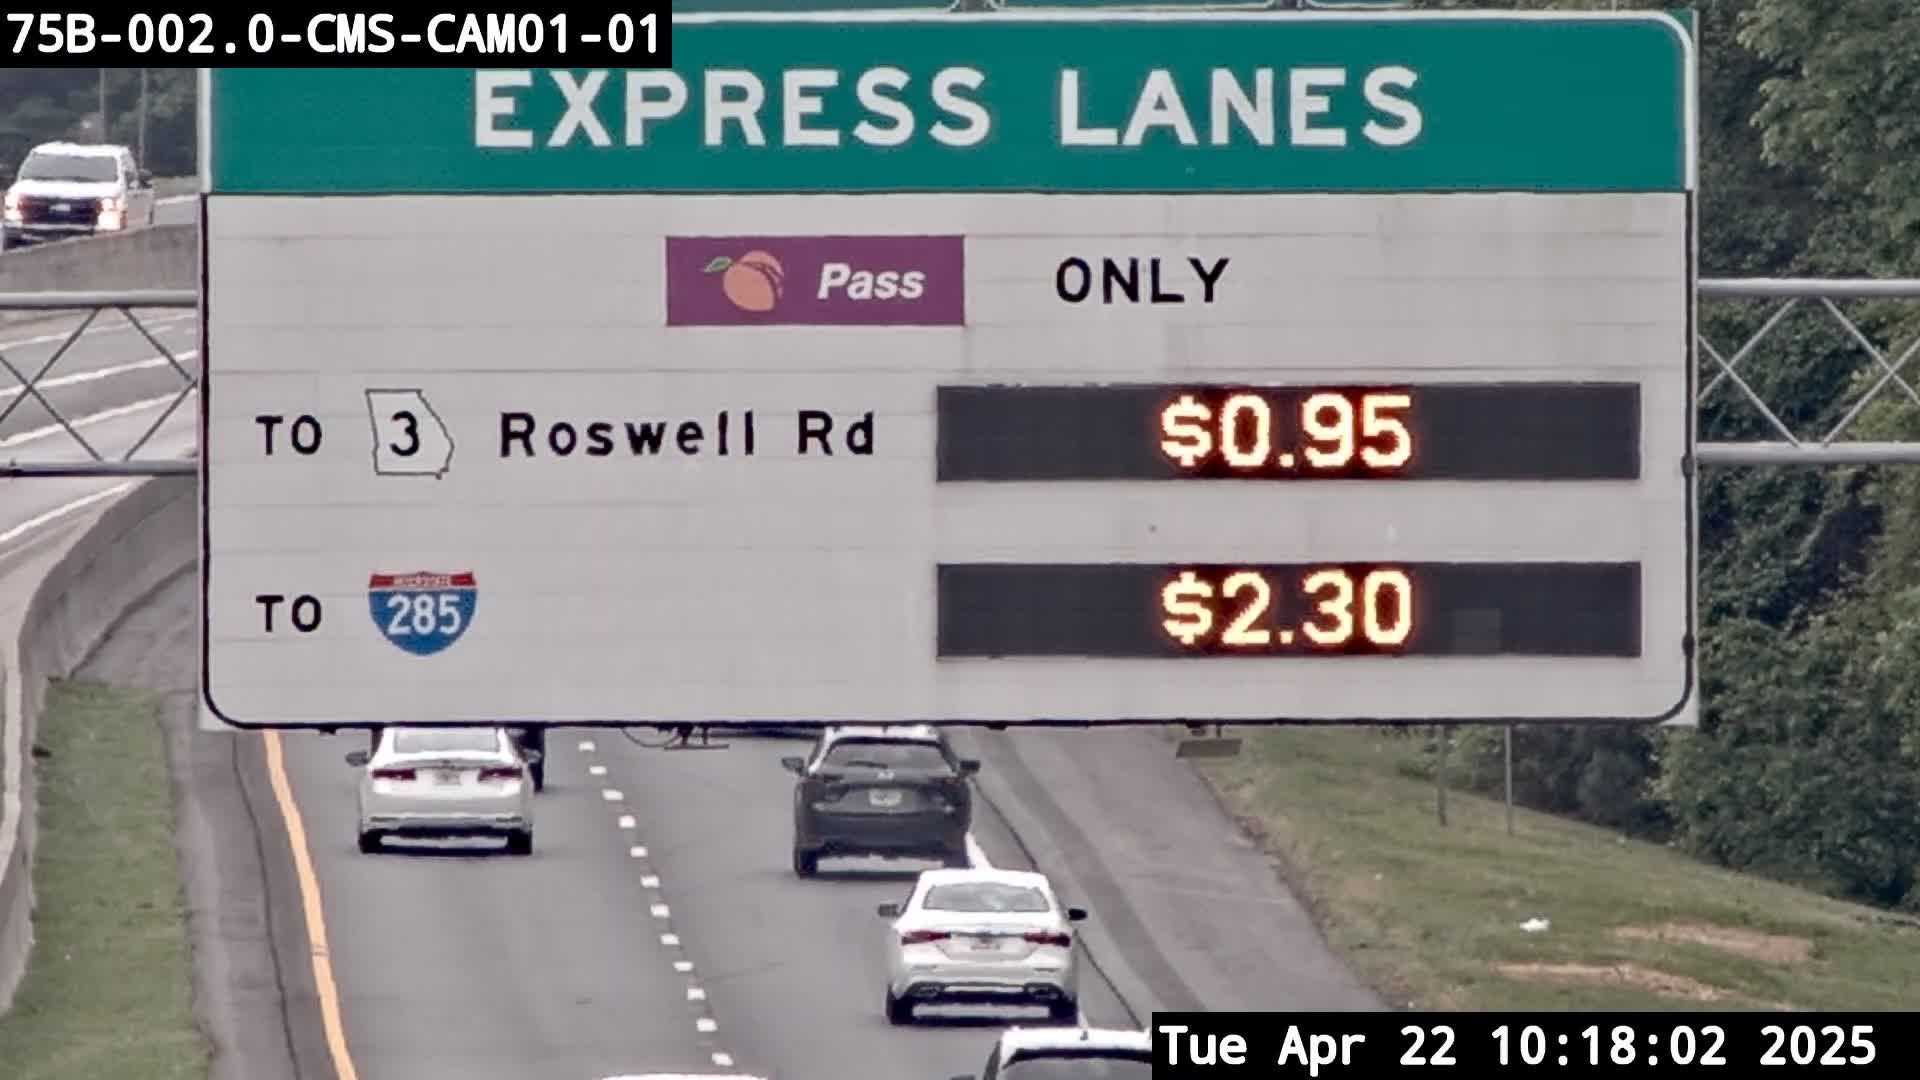 75B-002.0-CMS-CAM01-01
EXPRESS LANES
Pass ONLY
TO 3 Roswell Rd $0.95
INTERSTATE
TO 285 $2.30
Tue Apr 22 10:18:02 2025